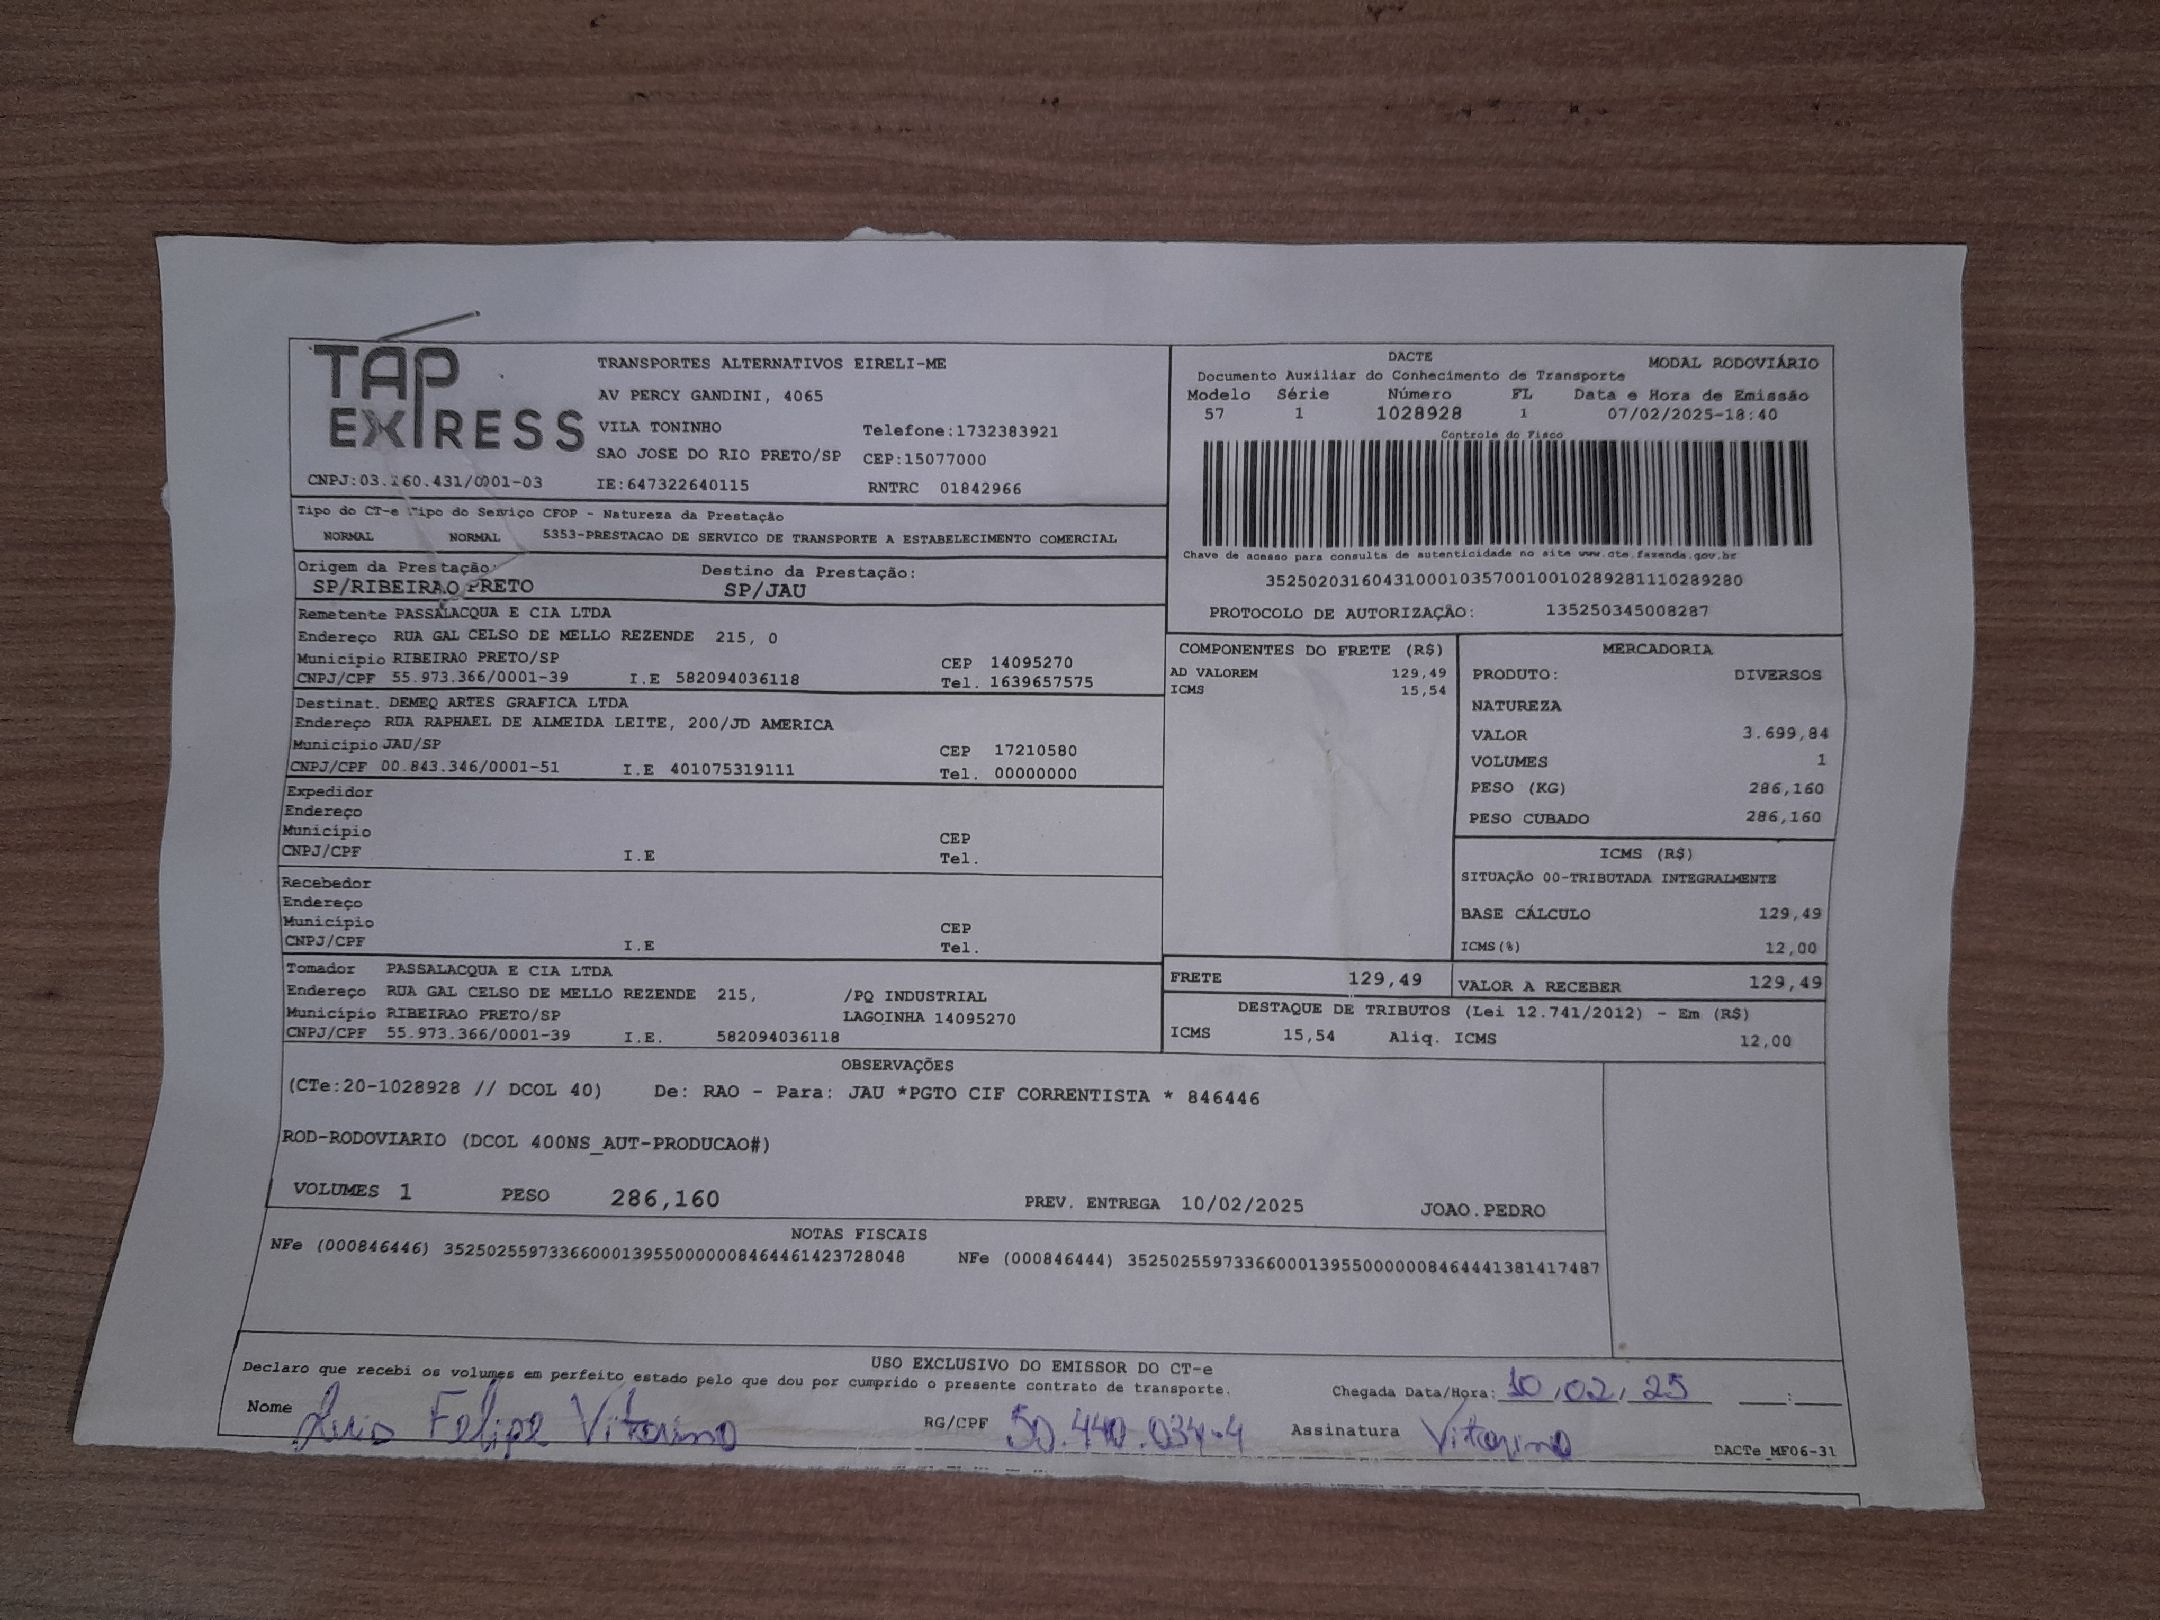 TAP
EXPRESS
CNPJ:03.160.431/0001-03
TRANSPORTES ALTERNATIVOS EIRELI-ME
AV PERCY GANDINI, 4065
VILA TONINHO Telefone:1732383921
SAO JOSE DO RIO PRETO/SP CEP:15077000
IE:647322640115 RNTRC 01842966
DACTE MODAL RODOVIÁRIO
Documento Auxiliar do Conhecimento de Transporte
Modelo Série Número FL Data e Hora de Emissão
57 1 1028928 1 07/02/2025-18:40
Controle do Fisco
Chave de acesso para consulta de autenticidade no site www.cte.fazenda.gov.br
35250203160431000103570010010289281110289280
PROTOCOLO DE AUTORIZAÇÃO: 135250345008287
Tipo do CT-e Tipo do Serviço CFOP - Natureza da Prestação
NORMAL NORMAL 5353-PRESTACAO DE SERVICO DE TRANSPORTE A ESTABELECIMENTO COMERCIAL
Origem da Prestação: Destino da Prestação:
SP/RIBEIRAO PRETO SP/JAU
Remetente PASSALACQUA E CIA LTDA
Endereço RUA GAL CELSO DE MELLO REZENDE 215, 0
Município RIBEIRAO PRETO/SP CEP 14095270
CNPJ/CPF 55.973.366/0001-39 I.E 582094036118 Tel. 1639657575
Destinat. DEMEQ ARTES GRAFICA LTDA
Endereço RUA RAPHAEL DE ALMEIDA LEITE, 200/JD AMERICA
Município JAU/SP CEP 17210580
CNPJ/CPF 00.843.346/0001-51 I.E 401075319111 Tel. 00000000
Expedidor
Endereço
Município CEP
CNPJ/CPF I.E Tel.
Recebedor
Endereço
Município CEP
CNPJ/CPF I.E Tel.
Tomador PASSALACQUA E CIA LTDA
Endereço RUA GAL CELSO DE MELLO REZENDE 215, /PQ INDUSTRIAL
Município RIBEIRAO PRETO/SP LAGOINHA 14095270
CNPJ/CPF 55.973.366/0001-39 I.E. 582094036118
COMPONENTES DO FRETE (R$)
AD VALOREM 129,49
ICMS 15,54
MERCADORIA
PRODUTO: DIVERSOS
NATUREZA
VALOR 3.699,84
VOLUMES 1
PESO (KG) 286,160
PESO CUBADO 286,160
ICMS (R$)
SITUAÇÃO 00-TRIBUTADA INTEGRALMENTE
BASE CÁLCULO 129,49
ICMS(%) 12,00
FRETE 129,49 VALOR A RECEBER 129,49
DESTAQUE DE TRIBUTOS (Lei 12.741/2012) - Em (R$)
ICMS 15,54 Aliq. ICMS 12,00
OBSERVAÇÕES
(CTe:20-1028928 // DCOL 40) De: RAO - Para: JAU *PGTO CIF CORRENTISTA * 846446
ROD-RODOVIARIO (DCOL 400NS_AUT-PRODUCAO#)
VOLUMES 1 PESO 286,160 PREV. ENTREGA 10/02/2025 JOAO.PEDRO
NOTAS FISCAIS
NFe (000846446) 35250255973366000139550000008464461423728048 NFe (000846444) 35250255973366000139550000008464441381417487
USO EXCLUSIVO DO EMISSOR DO CT-e
Declaro que recebi os volumes em perfeito estado pelo que dou por cumprido o presente contrato de transporte. Chegada Data/Hora: 10,02,25 :
Nome Luis Felipe Vitorino RG/CPF 50.440.034-4 Assinatura Vitorino
DACTe_MF06-31